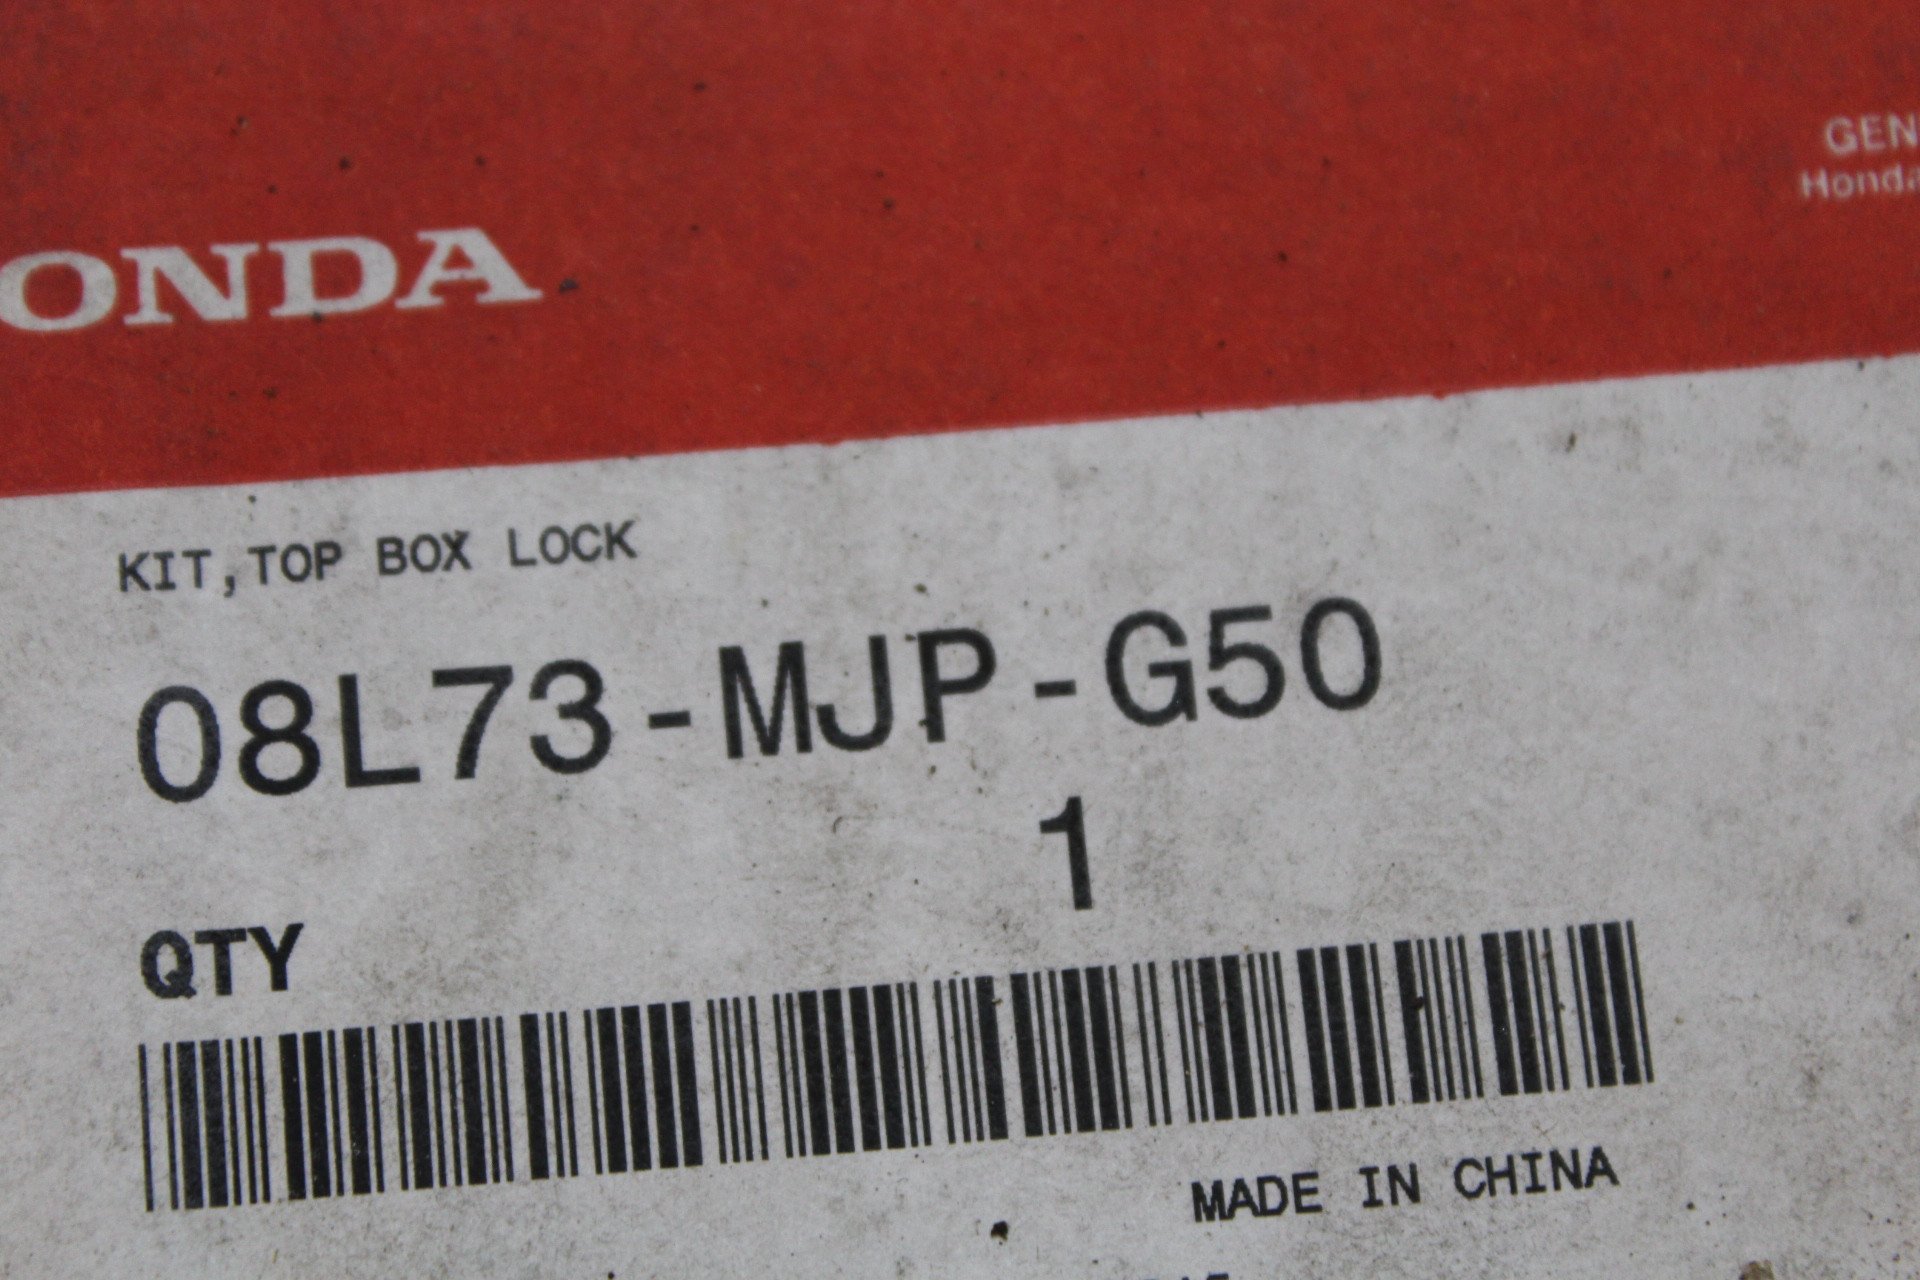 ONDA
GEN
Honda
KIT,TOP BOX LOCK
08L73-MJP-G50
1
QTY
MADE IN CHINA